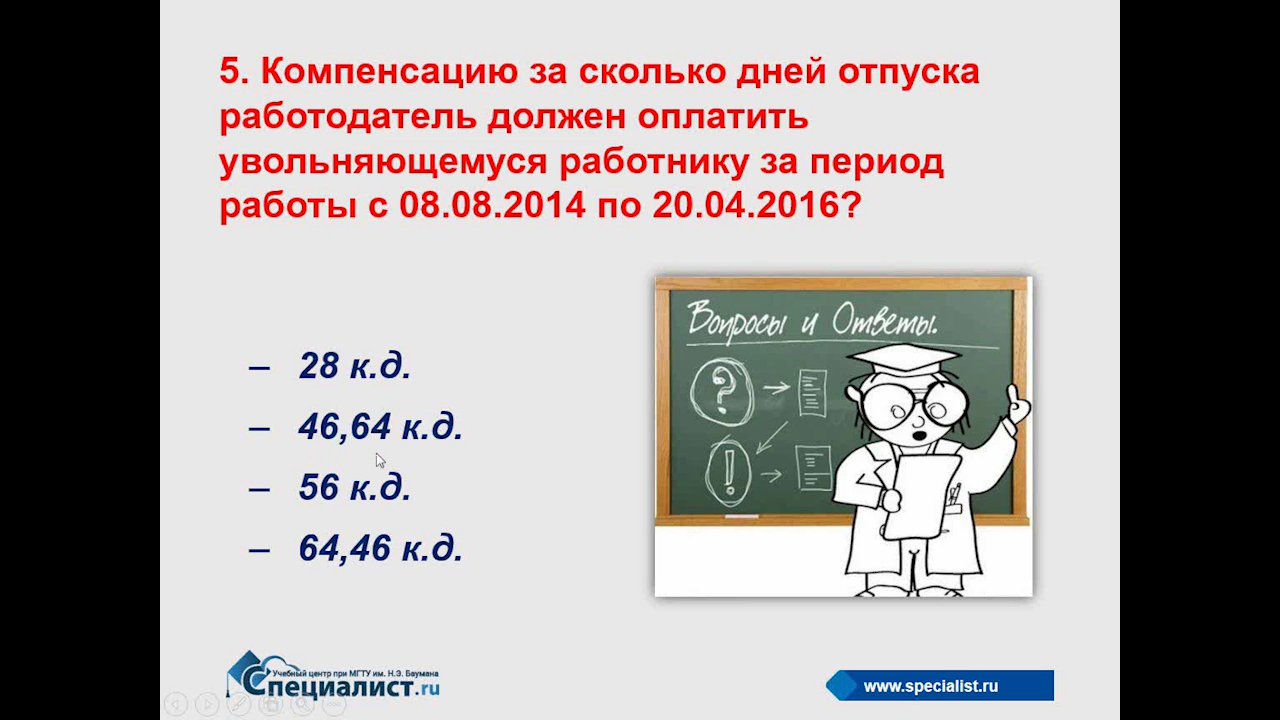 5. Компенсацию за сколько дней отпуска
работодатель должен оплатить
увольняющемуся работнику за период
работы с 08.08.2014 по 20.04.2016?
– 28 к.д.
– 46,64 к.д.
– 56 к.д.
– 64,46 к.д.
Вопросы и Ответы.
?
!
Учебный центр при МГТУ им. Н.Э. Баумана
Специалист.ru
www.specialist.ru